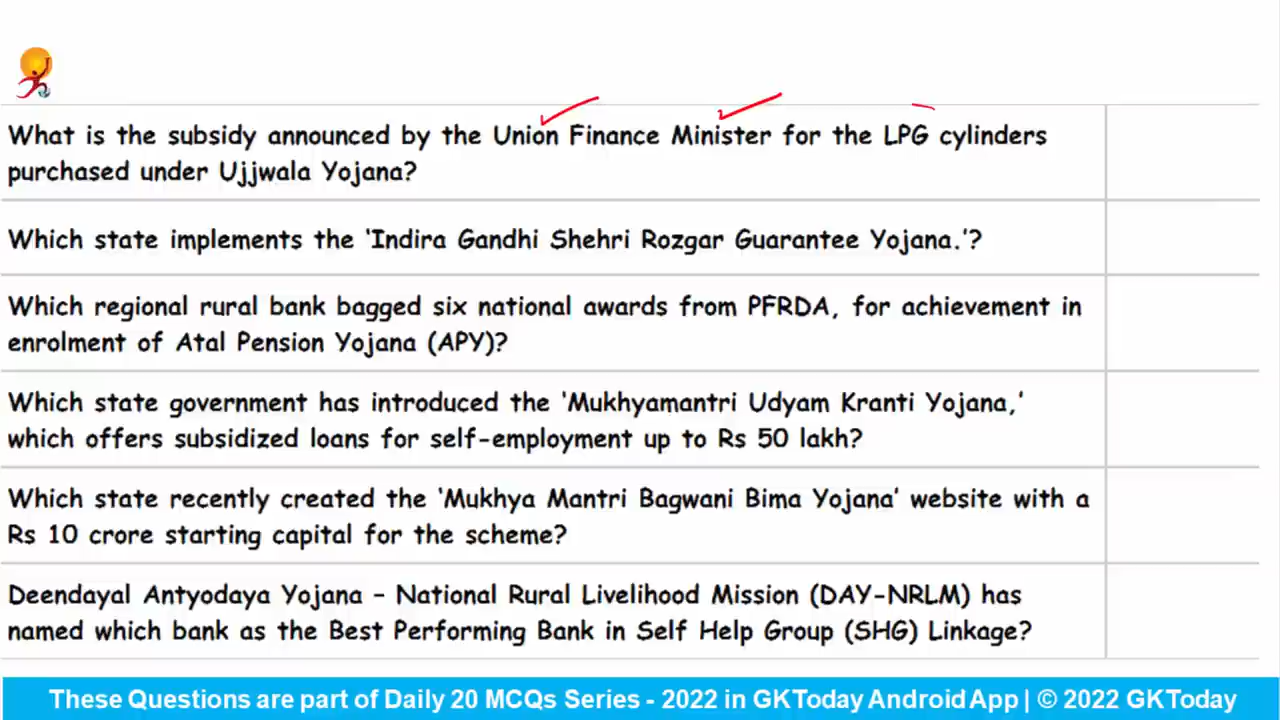 What is the subsidy announced by the Union Finance Minister for the LPG cylinders
purchased under Ujjwala Yojana?
Which state implements the ‘Indira Gandhi Shehri Rozgar Guarantee Yojana.’?
Which regional rural bank bagged six national awards from PFRDA, for achievement in
enrolment of Atal Pension Yojana (APY)?
Which state government has introduced the ‘Mukhyamantri Udyam Kranti Yojana,’
which offers subsidized loans for self-employment up to Rs 50 lakh?
Which state recently created the ‘Mukhya Mantri Bagwani Bima Yojana’ website with a
Rs 10 crore starting capital for the scheme?
Deendayal Antyodaya Yojana – National Rural Livelihood Mission (DAY-NRLM) has
named which bank as the Best Performing Bank in Self Help Group (SHG) Linkage?
These Questions are part of Daily 20 MCQs Series - 2022 in GKToday Android App | © 2022 GKToday